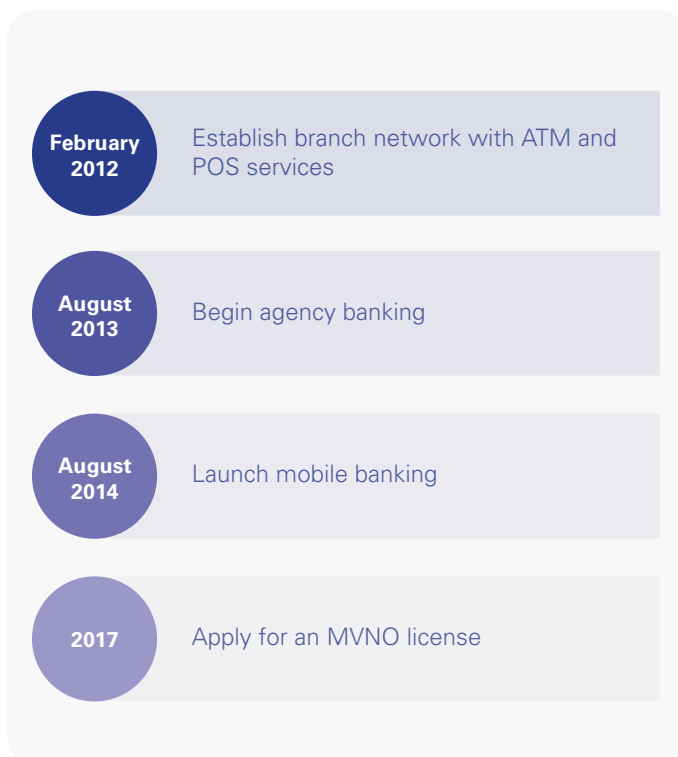 February
2012
Establish branch network with ATM and
POS services
August
2013
Begin agency banking
August
2014
Launch mobile banking
2017
Apply for an MVNO license